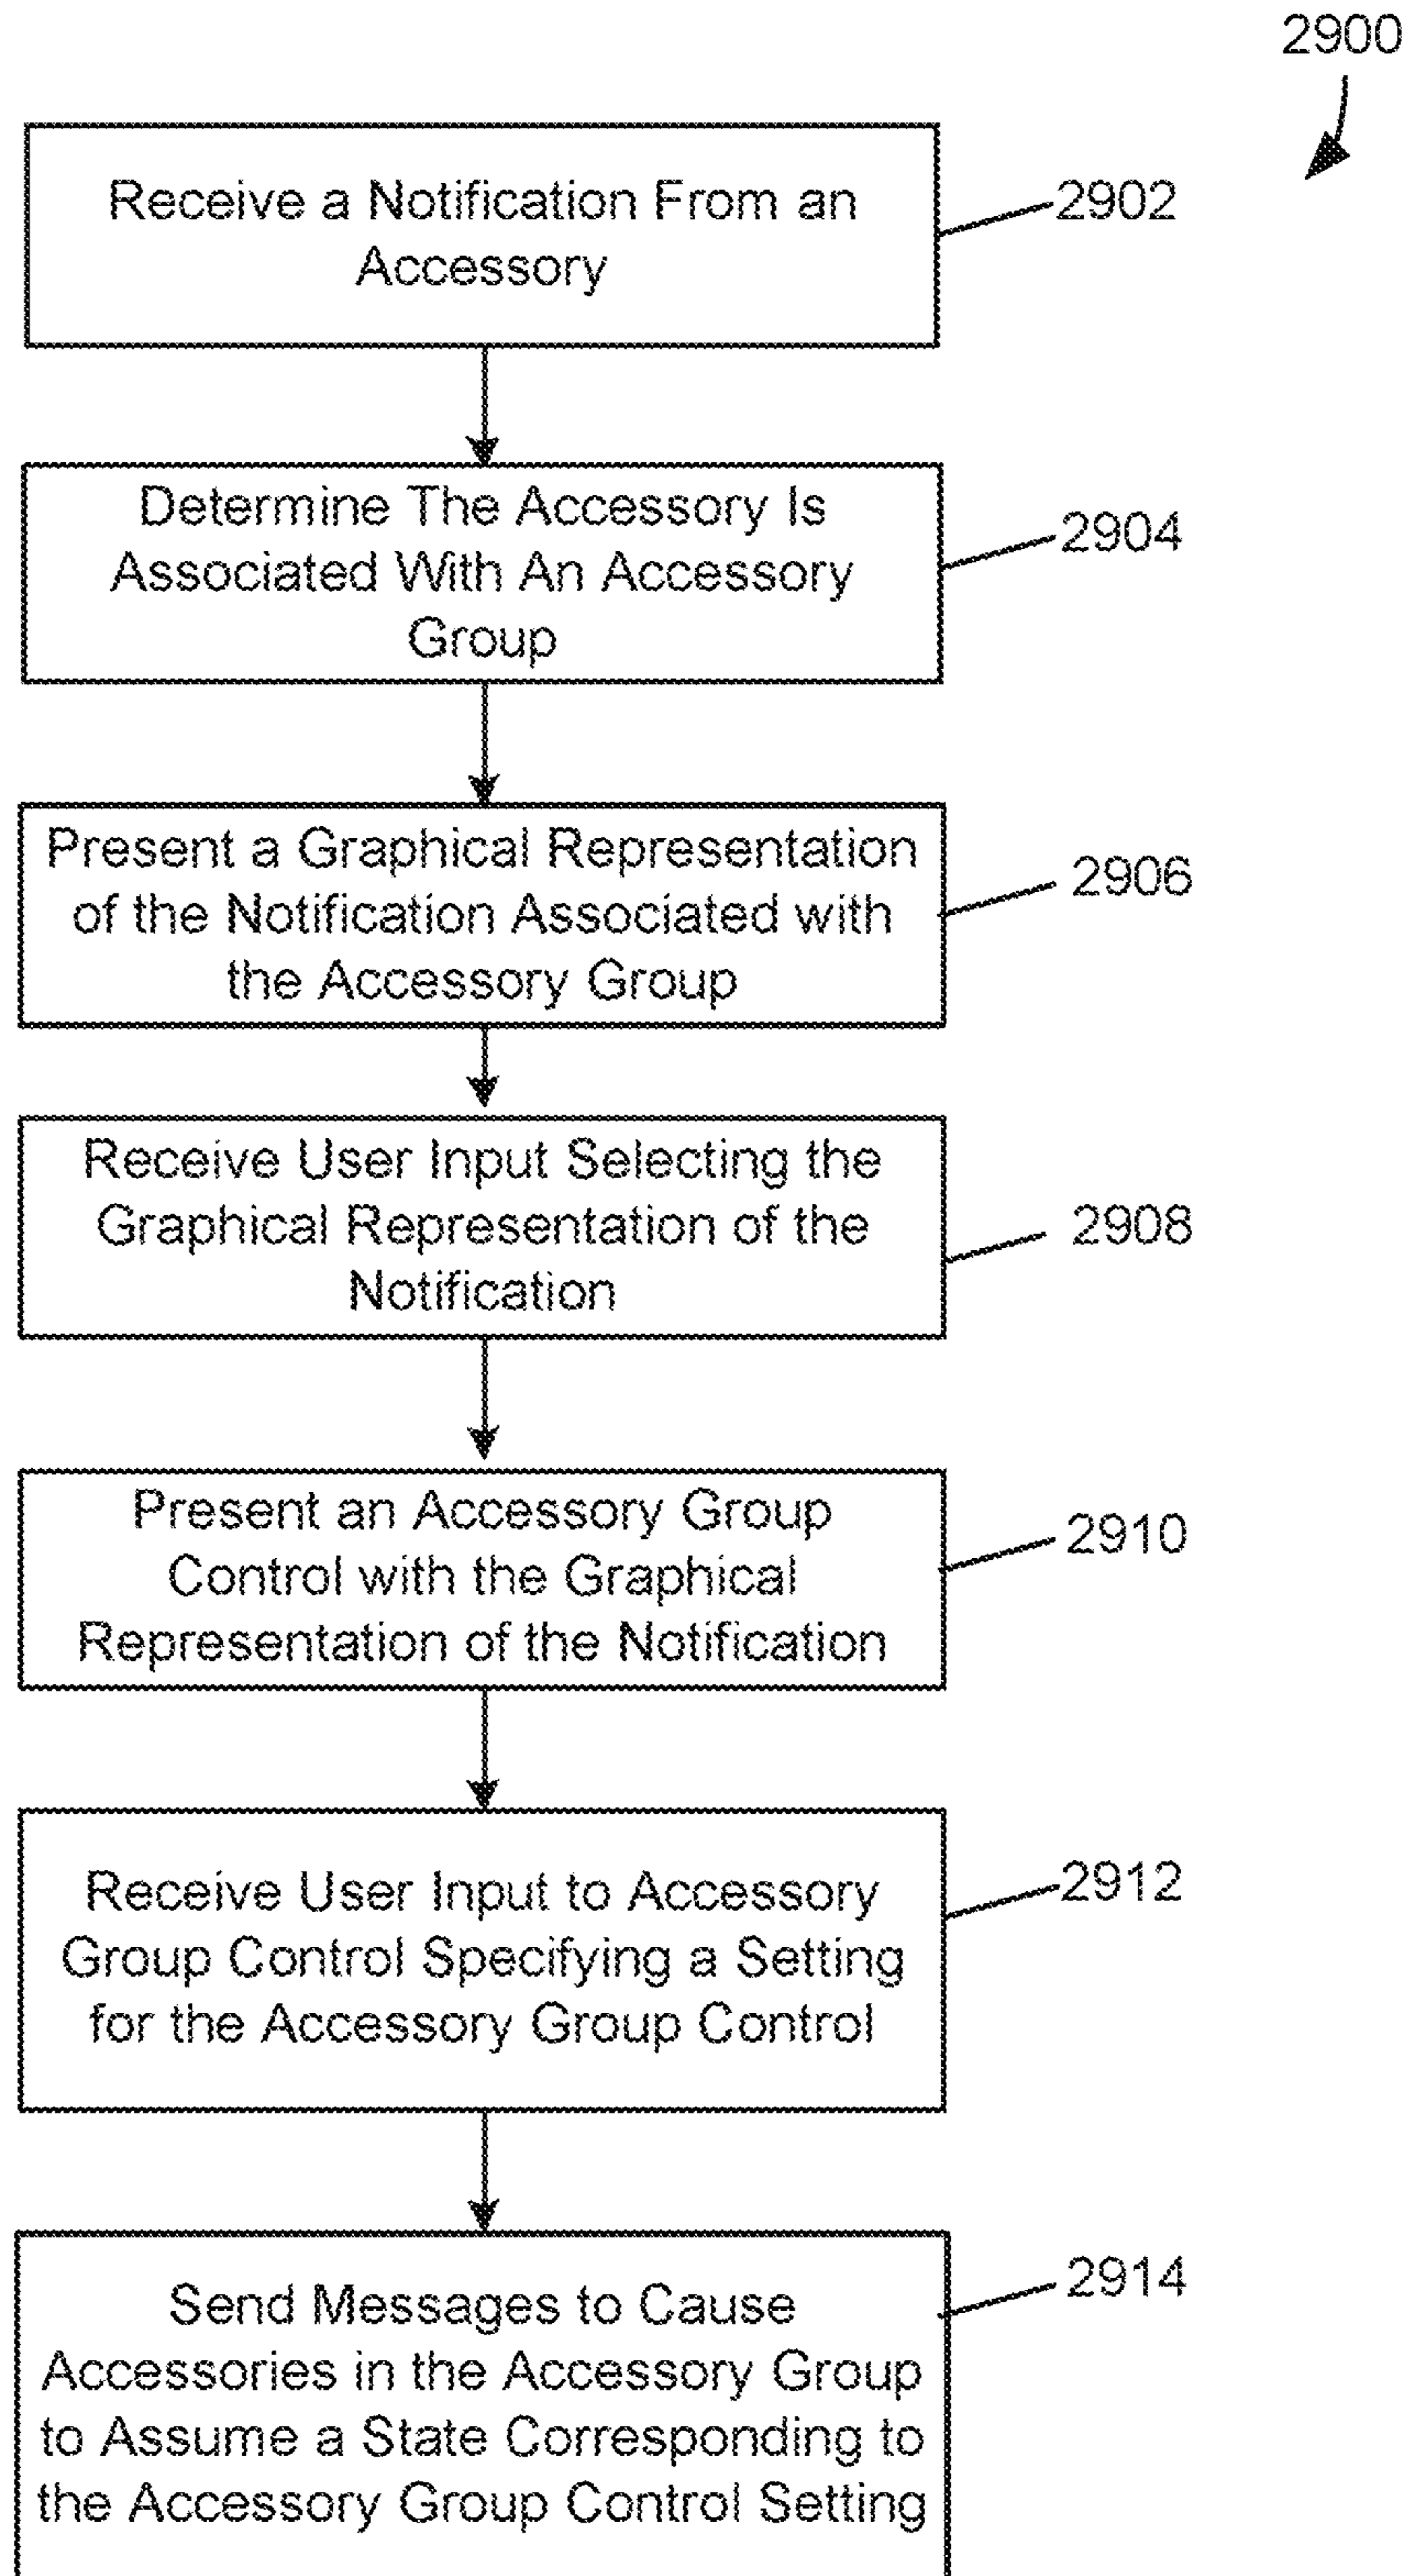 2900
Receive a Notification From an
Accessory
2902
Determine The Accessory Is
Associated With An Accessory
Group
2904
Present a Graphical Representation
of the Notification Associated with
the Accessory Group
2906
Receive User Input Selecting the
Graphical Representation of the
Notification
2908
Present an Accessory Group
Control with the Graphical
Representation of the Notification
2910
Receive User Input to Accessory
Group Control Specifying a Setting
for the Accessory Group Control
2912
Send Messages to Cause
Accessories in the Accessory Group
to Assume a State Corresponding to
the Accessory Group Control Setting
2914